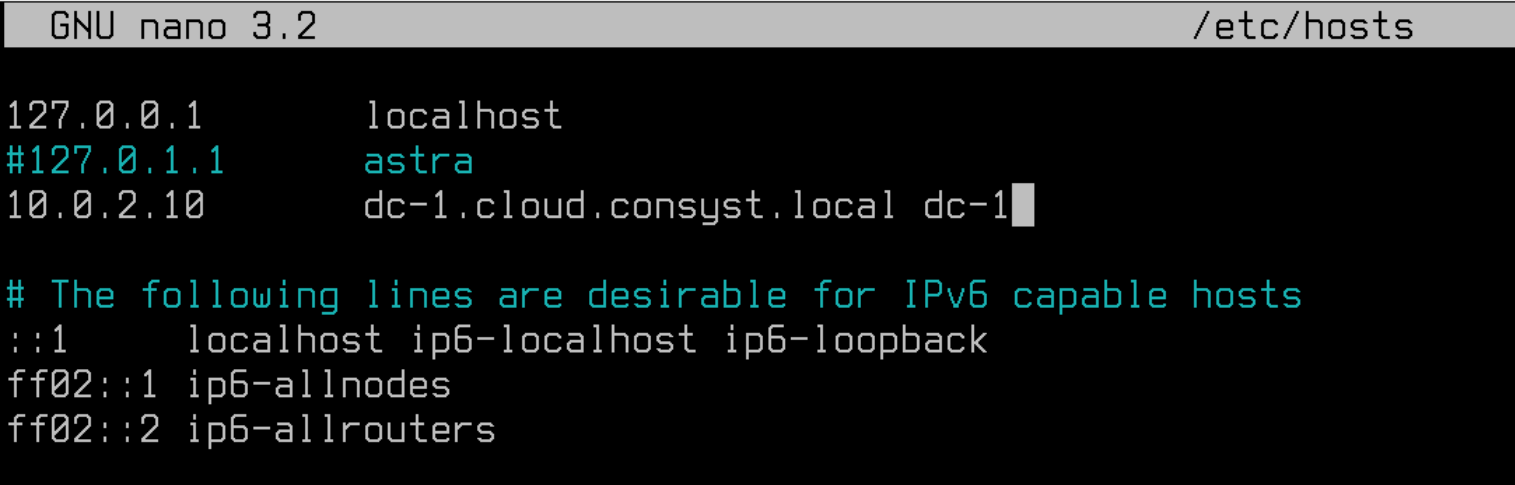 GNU nano 3.2 /etc/hosts
127.0.0.1 localhost
#127.0.1.1 astra
10.0.2.10 dc-1.cloud.consyst.local dc-1
# The following lines are desirable for IPv6 capable hosts
::1 localhost ip6-localhost ip6-loopback
ff02::1 ip6-allnodes
ff02::2 ip6-allrouters